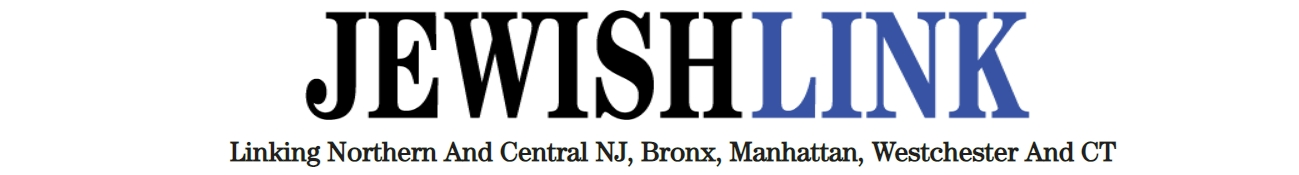 JEWISHLINK
Linking Northern And Central NJ, Bronx, Manhattan, Westchester And CT